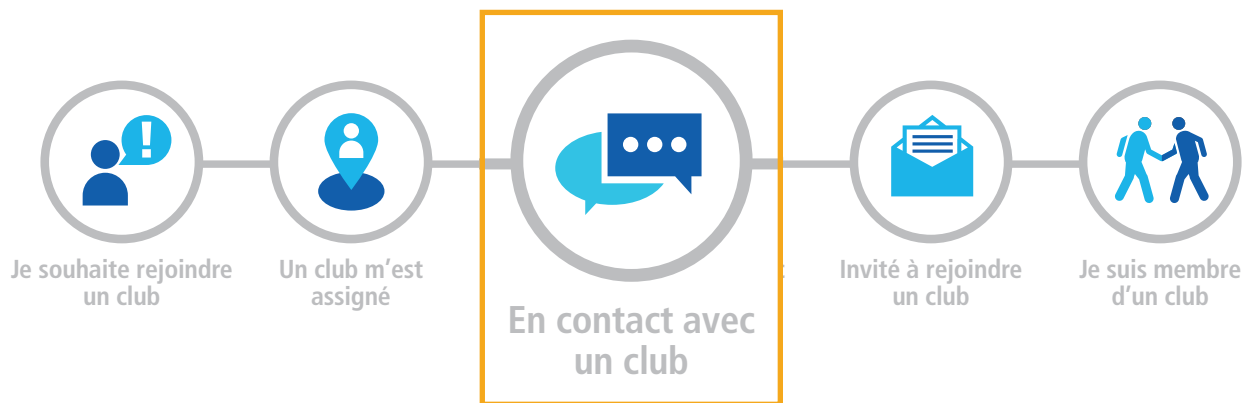 Je souhaite rejoindre
un club
Un club m’est
assigné
En contact avec
un club
Invité à rejoindre
un club
Je suis membre
d’un club